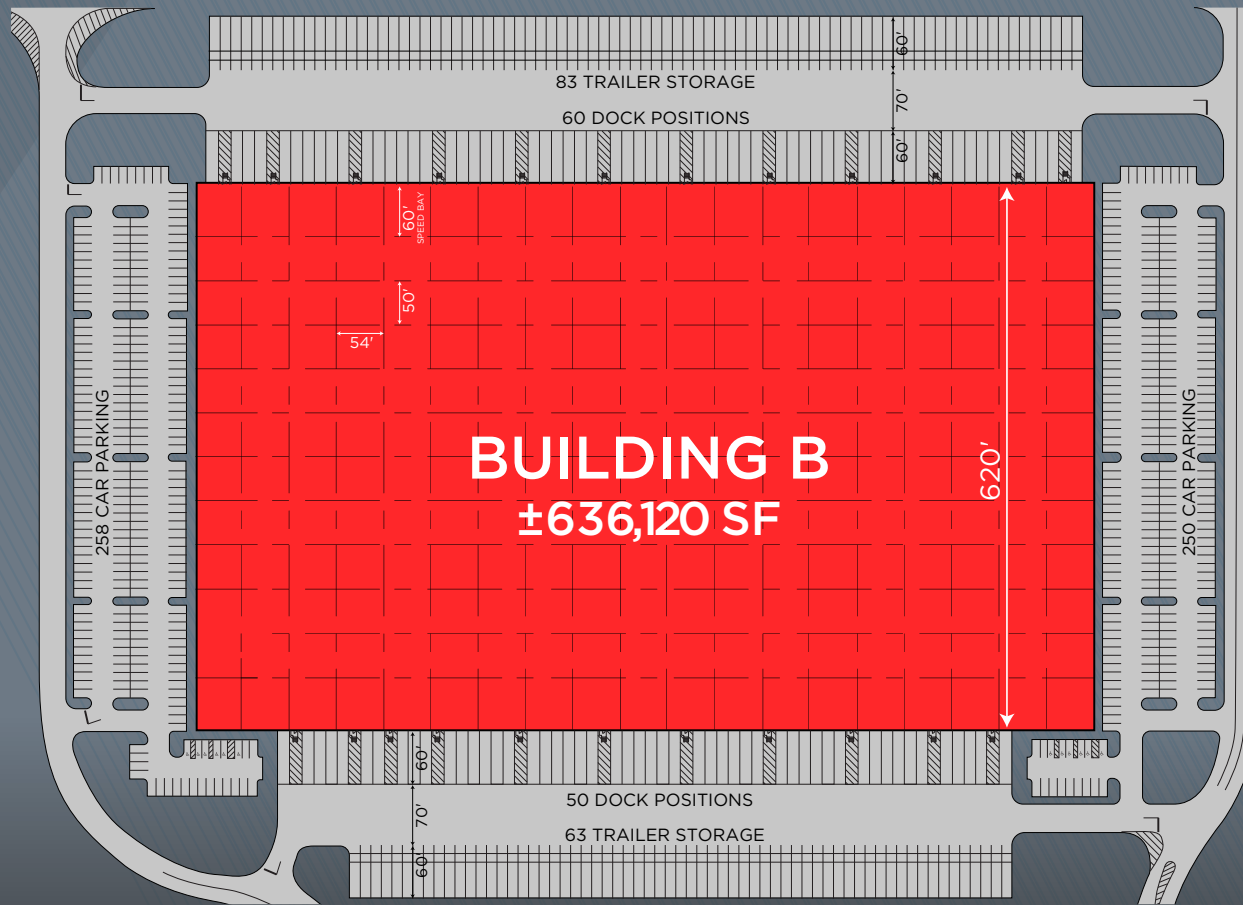 60'
83 TRAILER STORAGE
70'
60 DOCK POSITIONS
60'
60'
SPEED BAY
50'
54'
258 CAR PARKING
BUILDING B
±636,120 SF
620'
250 CAR PARKING
60'
50 DOCK POSITIONS
70'
63 TRAILER STORAGE
60'